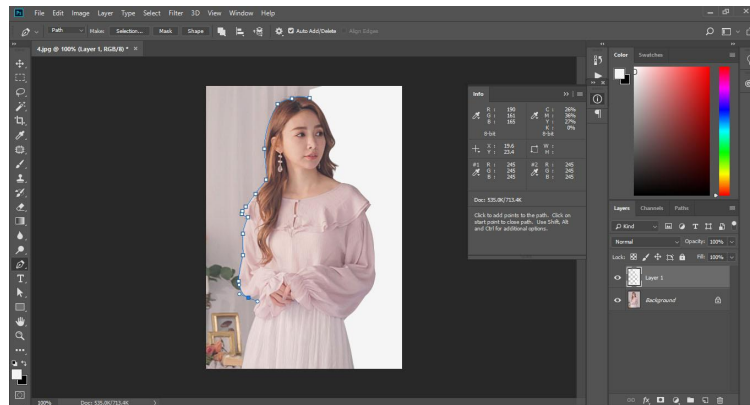 Ps File Edit Image Layer Type Select Filter 3D View Window Help
Path Make: Selection... Mask Shape Auto Add/Delete Align Edges
4.jpg @ 100% (Layer 1, RGB/8) * ×
Color Swatches
Info
R : 190 C : 26%
G : 161 M : 36%
B : 165 Y : 27%
K : 0%
8-bit 8-bit
X : 19.6 W :
Y : 23.4 H :
#1 R : 245 #2 R : 245
G : 245 G : 245
B : 245 B : 245
Doc: 535.0K/713.4K
Click to add points to the path. Click on
start point to close path. Use Shift, Alt
and Ctrl for additional options.
Layers Channels Paths
Kind
Normal Opacity: 100%
Lock: Fill: 100%
Layer 1
Background
100% Doc: 535.0K/713.4K